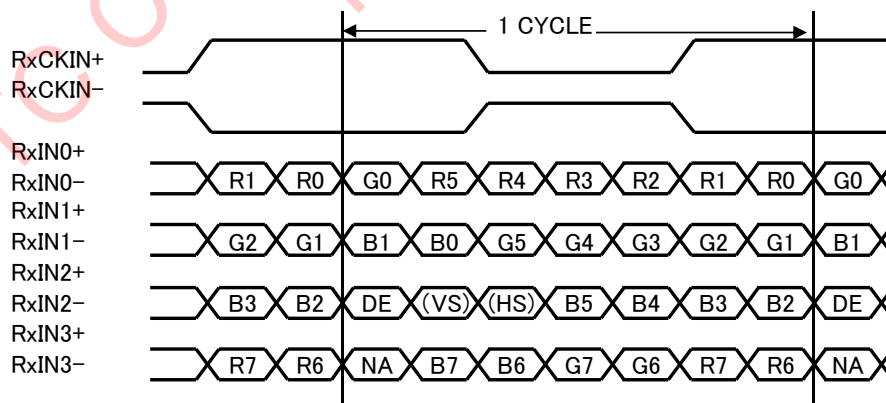 1 CYCLE
RxCKIN+
RxCKIN-
RxIN0+
RxIN0- R1 R0 G0 R5 R4 R3 R2 R1 R0 G0
RxIN1+
RxIN1- G2 G1 B1 B0 G5 G4 G3 G2 G1 B1
RxIN2+
RxIN2- B3 B2 DE (VS) (HS) B5 B4 B3 B2 DE
RxIN3+
RxIN3- R7 R6 NA B7 B6 G7 G6 R7 R6 NA